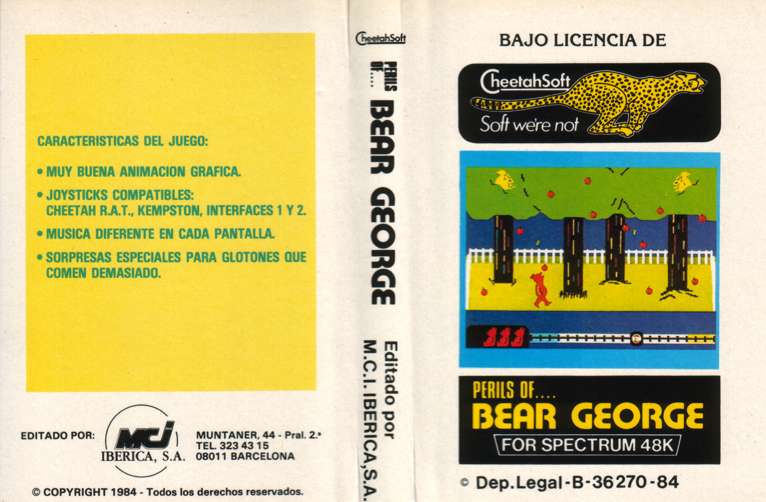 CARACTERISTICAS DEL JUEGO:
• MUY BUENA ANIMACION GRAFICA.
• JOYSTICKS COMPATIBLES:
CHEETAH R.A.T., KEMPSTON, INTERFACES 1 Y 2.
• MUSICA DIFERENTE EN CADA PANTALLA.
• SORPRESAS ESPECIALES PARA GLOTONES QUE
COMEN DEMASIADO.
EDITADO POR:
MCI
IBERICA, S.A.
MUNTANER, 44 - Pral. 2.ª
TEL. 323 43 15
08011 BARCELONA
© COPYRIGHT 1984 - Todos los derechos reservados.
CheetahSoft
PERILS
OF....
BEAR GEORGE
Editado por
M.C.I. IBERICA,S.A.
BAJO LICENCIA DE
CheetahSoft
Soft we're not
PERILS OF....
BEAR GEORGE
FOR SPECTRUM 48K
© Dep.Legal-B-36270-84